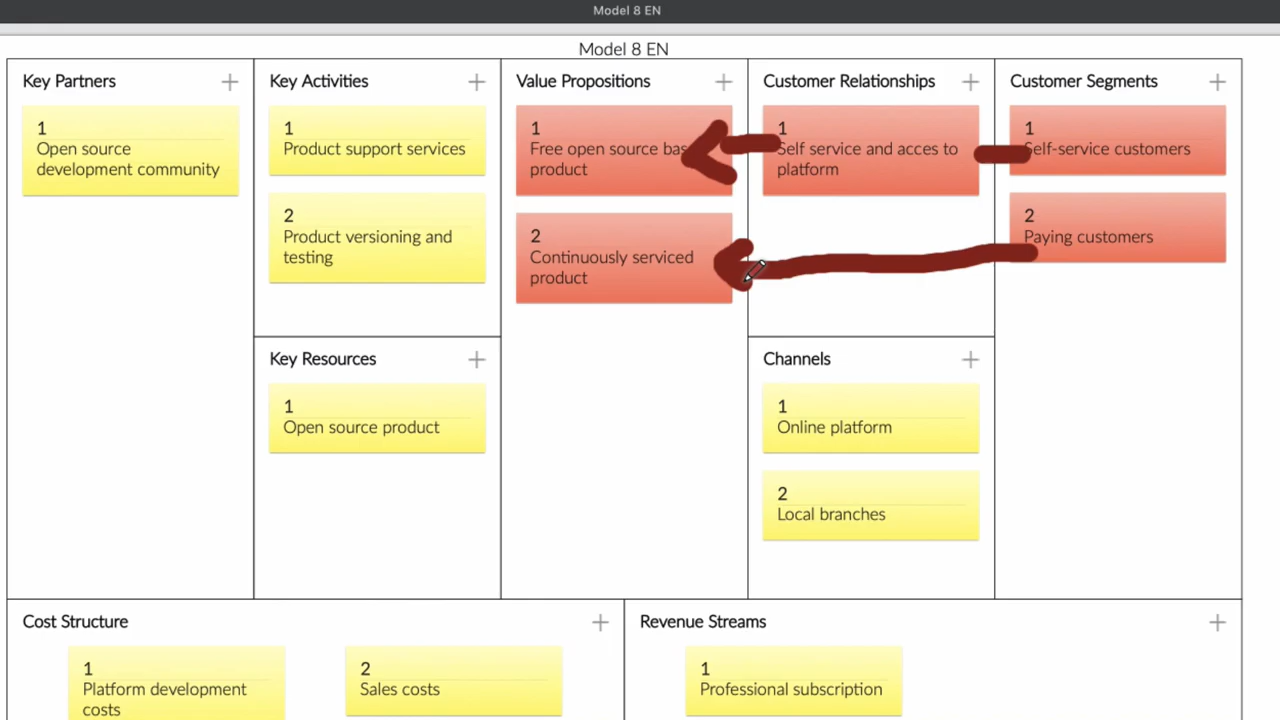 Model 8 EN
Model 8 EN
Key Partners
1
Open source
development community
Key Activities
1
Product support services
2
Product versioning and
testing
Key Resources
1
Open source product
Value Propositions
1
Free open source
product
2
Continuously serviced
product
Customer Relationships
1
Self service and acces to
platform
Channels
1
Online platform
2
Local branches
Customer Segments
1
Self-service customers
2
Paying customers
Cost Structure
1
Platform development
costs
2
Sales costs
Revenue Streams
1
Professional subscription